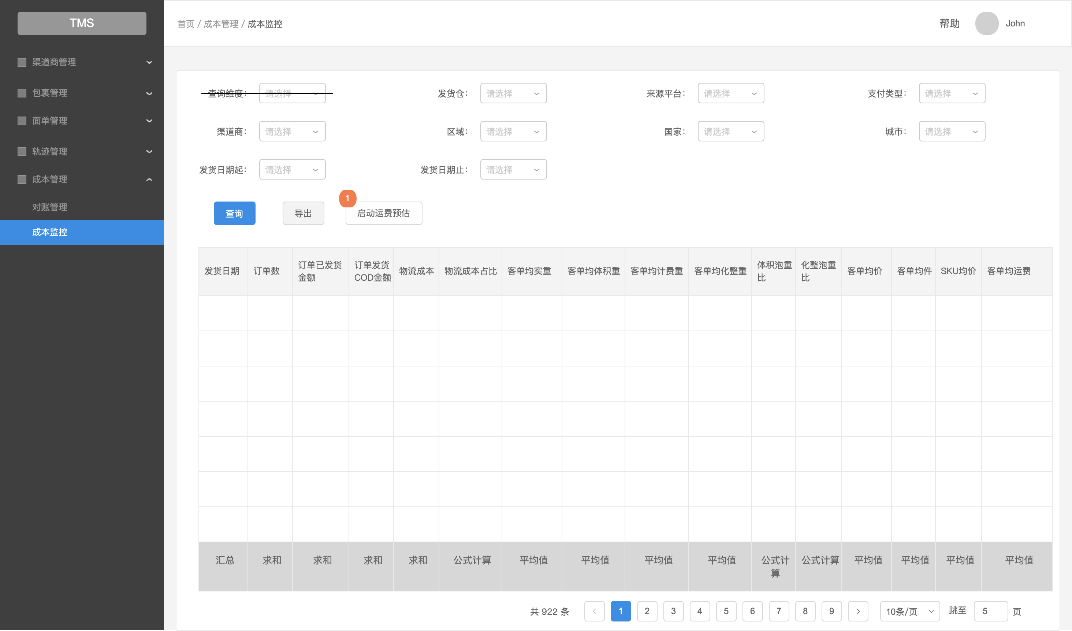 TMS
首页 / 成本管理 / 成本监控
帮助
John
渠道商管理
包裹管理
面单管理
轨迹管理
成本管理
对账管理
成本监控
查询维度: 请选择
发货仓: 请选择
来源平台: 请选择
支付类型: 请选择
渠道商: 请选择
区域: 请选择
国家: 请选择
城市: 请选择
发货日期起: 请选择
发货日期止: 请选择
1
查询
导出
启动运费预估
发货日期
订单数
订单已发货
金额
订单发货
COD金额
物流成本
物流成本占比
客单均实重
客单均体积重
客单均计费重
客单均化整重
体积泡重
比
化整泡重
比
客单均价
客单均件
SKU均价
客单均运费
汇总
求和
求和
求和
求和
公式计算
平均值
平均值
平均值
平均值
公式计
算
公式计算
平均值
平均值
平均值
平均值
共 922 条
1 2 3 4 5 6 7 8 9
10条/页
跳至 5 页